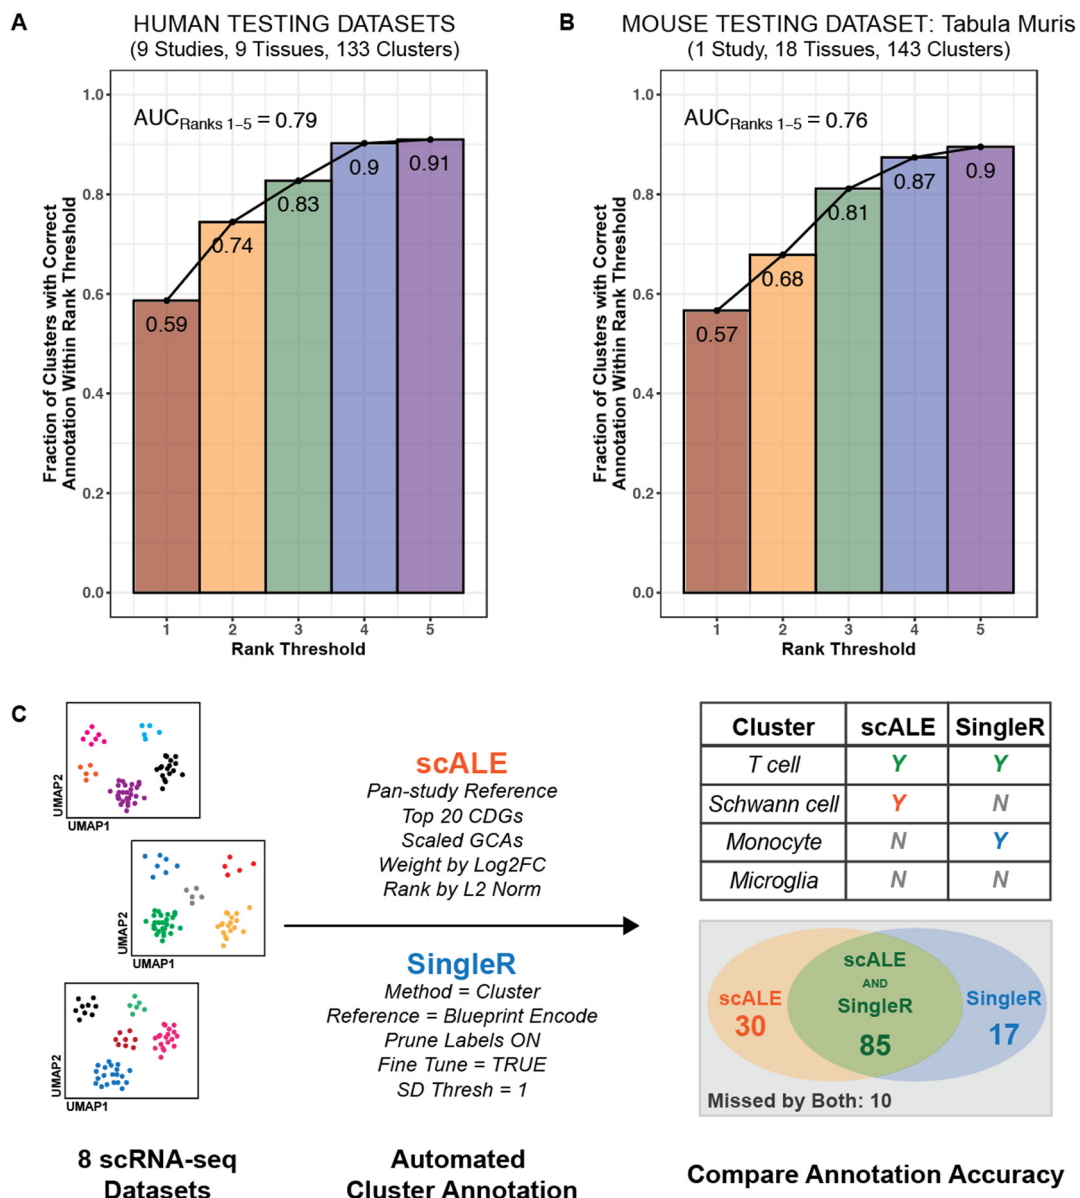 A
HUMAN TESTING DATASETS
(9 Studies, 9 Tissues, 133 Clusters)
Fraction of Clusters with Correct
Annotation Within Rank Threshold
1.0
0.8
0.6
0.4
0.2
0.0
AUC Ranks 1–5 = 0.79
0.59
0.74
0.83
0.9
0.91
1
2
3
4
5
Rank Threshold
B
MOUSE TESTING DATASET: Tabula Muris
(1 Study, 18 Tissues, 143 Clusters)
Fraction of Clusters with Correct
Annotation Within Rank Threshold
1.0
0.8
0.6
0.4
0.2
0.0
AUC Ranks 1–5 = 0.76
0.57
0.68
0.81
0.87
0.9
1
2
3
4
5
Rank Threshold
C
UMAP2
UMAP1
UMAP2
UMAP1
UMAP2
UMAP1
8 scRNA-seq
Datasets
scALE
Pan-study Reference
Top 20 CDGs
Scaled GCAs
Weight by Log2FC
Rank by L2 Norm
SingleR
Method = Cluster
Reference = Blueprint Encode
Prune Labels ON
Fine Tune = TRUE
SD Thresh = 1
Automated
Cluster Annotation
Cluster scALE SingleR
T cell Y Y
Schwann cell Y N
Monocyte N Y
Microglia N N
scALE
30
scALE
AND
SingleR
85
SingleR
17
Missed by Both: 10
Compare Annotation Accuracy